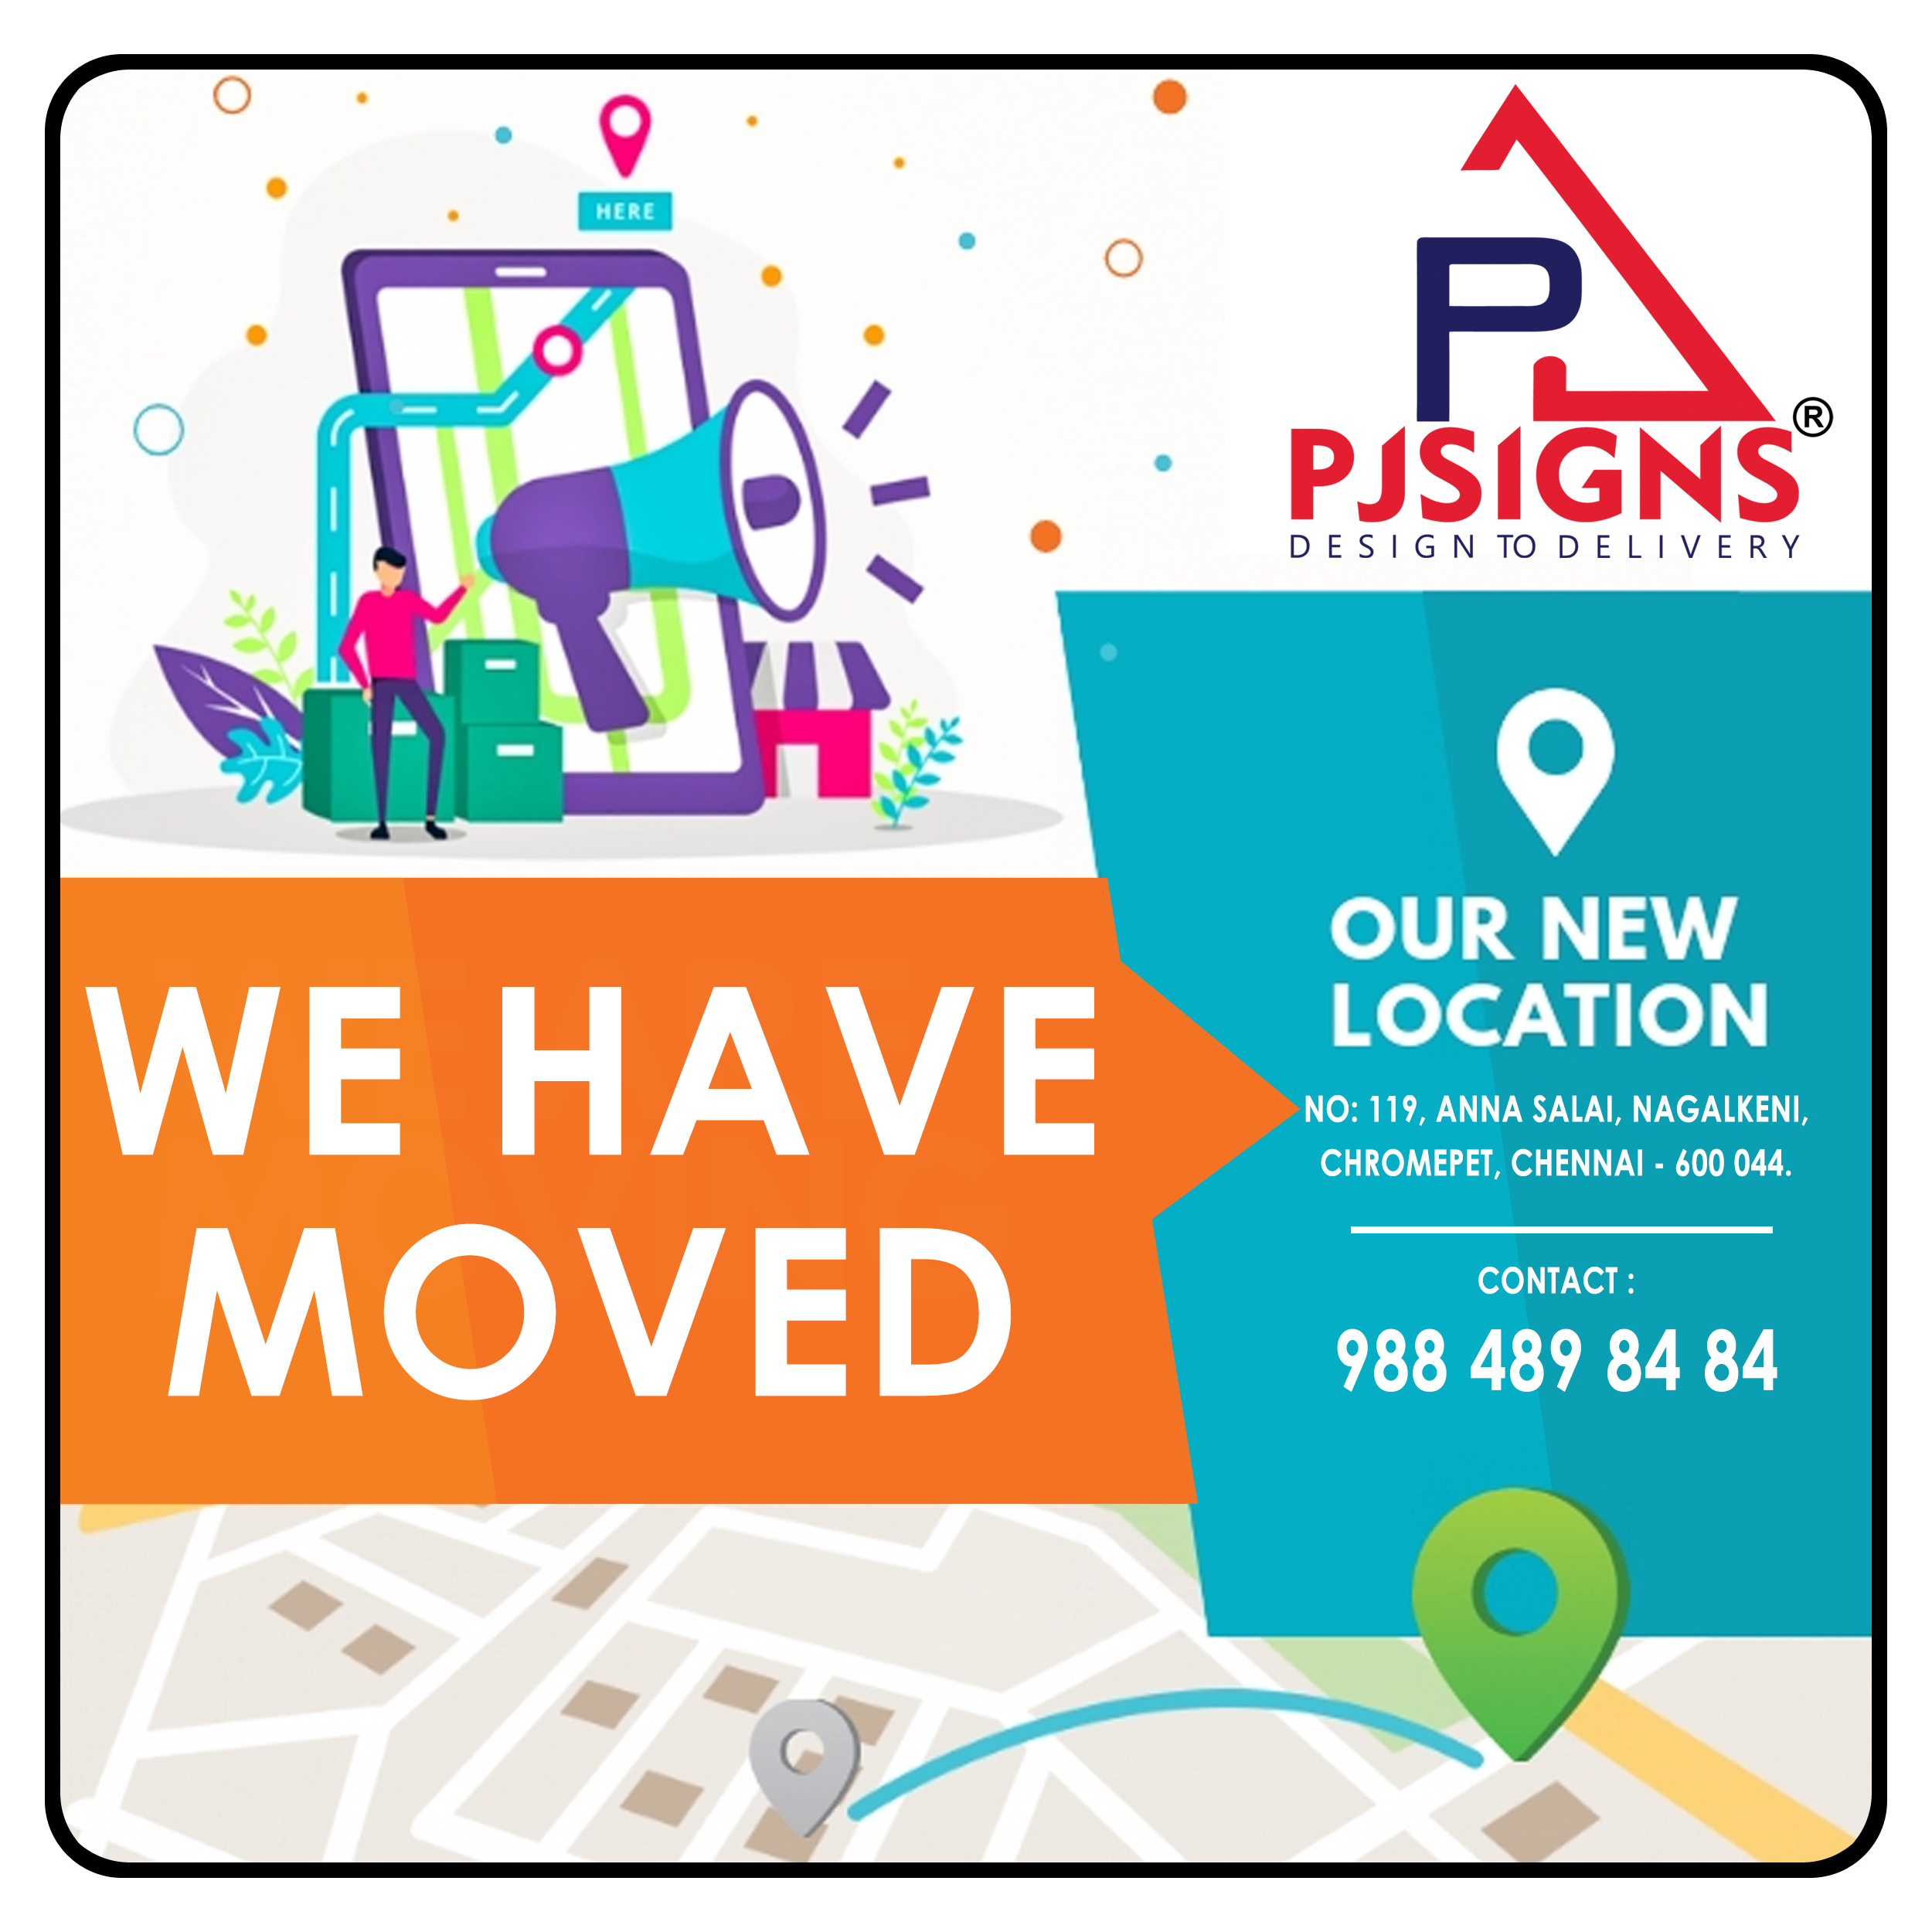 HERE
PJSIGNS®
DESIGN TO DELIVERY
WE HAVE
MOVED
OUR NEW
LOCATION
NO: 119, ANNA SALAI, NAGALKENI,
CHROMEPET, CHENNAI - 600 044.
CONTACT :
988 489 84 84